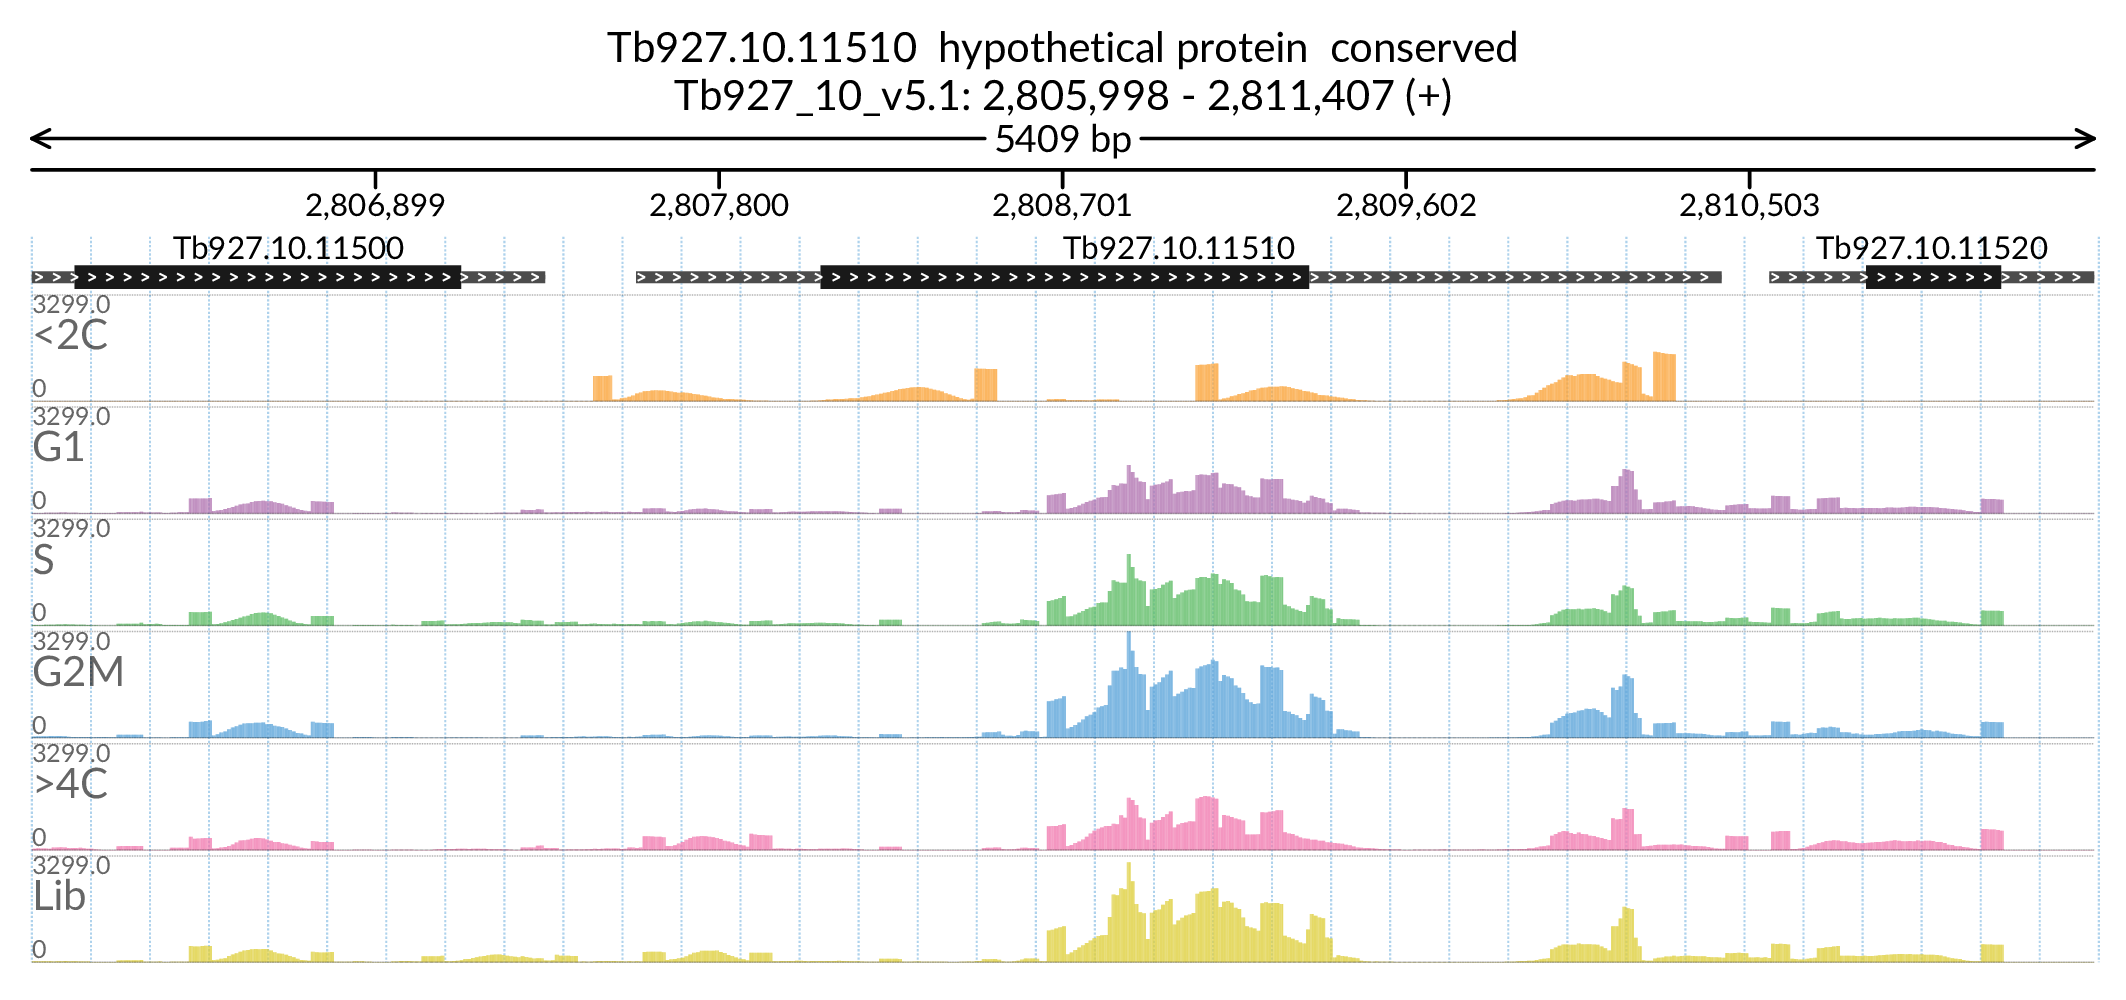 Tb927.10.11510 hypothetical protein conserved
Tb927_10_v5.1: 2,805,998 - 2,811,407 (+)
5409 bp
2,806,899 2,807,800 2,808,701 2,809,602 2,810,503
Tb927.10.11500 Tb927.10.11510 Tb927.10.11520
3299.0
<2C
0
3299.0
G1
0
3299.0
S
0
3299.0
G2M
0
3299.0
>4C
0
3299.0
Lib
0